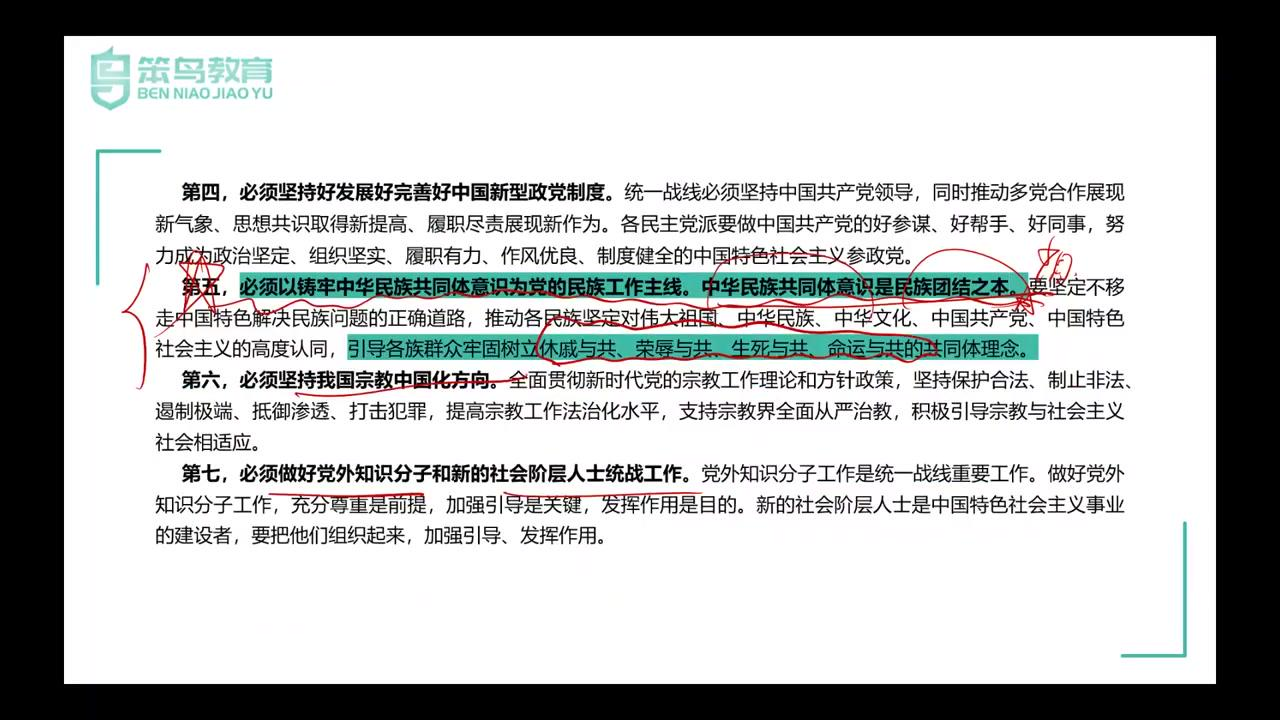 笨鸟教育
BEN NIAO JIAO YU
第四，必须坚持好发展好完善好中国新型政党制度。统一战线必须坚持中国共产党领导，同时推动多党合作展现
新气象、思想共识取得新提高、履职尽责展现新作为。各民主党派要做中国共产党的好参谋、好帮手、好同事，努
力成为政治坚定、组织坚实、履职有力、作风优良、制度健全的中国特色社会主义参政党。
第五，必须以铸牢中华民族共同体意识为党的民族工作主线。中华民族共同体意识是民族团结之本。要坚定不移
走中国特色解决民族问题的正确道路，推动各民族坚定对伟大祖国、中华民族、中华文化、中国共产党、中国特色
社会主义的高度认同，引导各族群众牢固树立休戚与共、荣辱与共、生死与共、命运与共的共同体理念。
第六，必须坚持我国宗教中国化方向。全面贯彻新时代党的宗教工作理论和方针政策，坚持保护合法、制止非法、
遏制极端、抵御渗透、打击犯罪，提高宗教工作法治化水平，支持宗教界全面从严治教，积极引导宗教与社会主义
社会相适应。
第七，必须做好党外知识分子和新的社会阶层人士统战工作。党外知识分子工作是统一战线重要工作。做好党外
知识分子工作，充分尊重是前提，加强引导是关键，发挥作用是目的。新的社会阶层人士是中国特色社会主义事业
的建设者，要把他们组织起来，加强引导、发挥作用。